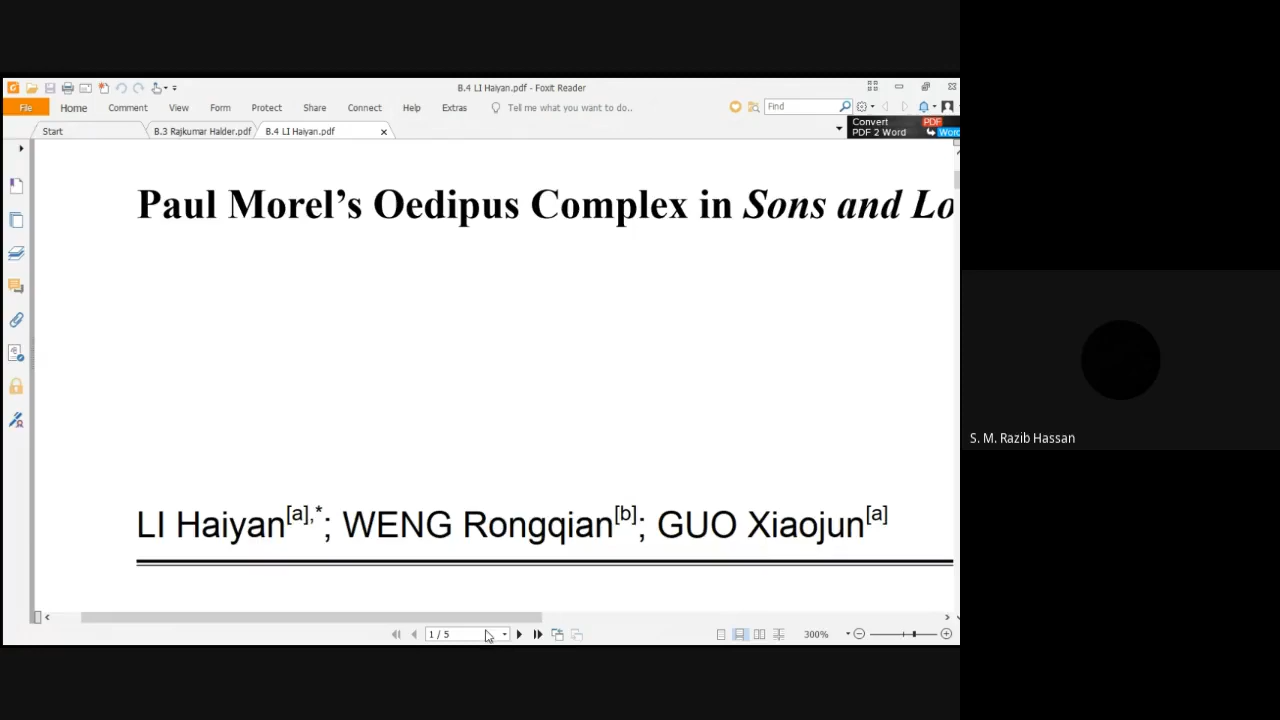 B.4 LI Haiyan.pdf - Foxit Reader
File Home Comment View Form Protect Share Connect Help Extras Tell me what you want to do.. Find
Convert PDF
PDF 2 Word Word
Start B.3 Rajkumar Halder.pdf B.4 LI Haiyan.pdf
Paul Morel’s Oedipus Complex in Sons and Lo
LI Haiyan[a],*; WENG Rongqian[b]; GUO Xiaojun[a]
S. M. Razib Hassan
1 / 5
300%